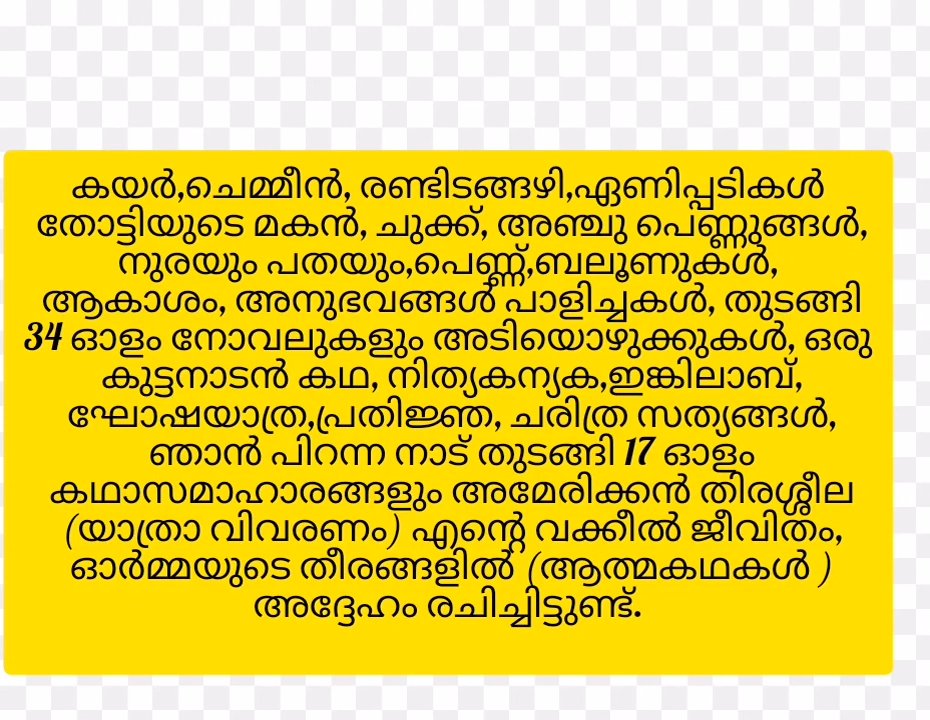 കയർ,ചെമ്മീൻ, രണ്ടിടങ്ങഴി,ഏണിപ്പടികൾ
തോട്ടിയുടെ മകൻ, ചുക്ക്, അഞ്ചു പെണ്ണുങ്ങൾ,
നുരയും പതയും,പെണ്ണ്,ബലൂണുകൾ,
ആകാശം, അനുഭവങ്ങൾ പാളിച്ചകൾ, തുടങ്ങി
34 ഓളം നോവലുകളും അടിയൊഴുക്കുകൾ, ഒരു
കുട്ടനാടൻ കഥ, നിത്യകന്യക,ഇങ്കിലാബ്,
ഘോഷയാത്ര,പ്രതിജ്ഞ, ചരിത്ര സത്യങ്ങൾ,
ഞാൻ പിറന്ന നാട് തുടങ്ങി 17 ഓളം
കഥാസമാഹാരങ്ങളും അമേരിക്കൻ തിരശ്ശീല
(യാത്രാ വിവരണം) എന്റെ വക്കീൽ ജീവിതം,
ഓർമ്മയുടെ തീരങ്ങളിൽ (ആത്മകഥകൾ )
അദ്ദേഹം രചിച്ചിട്ടുണ്ട്.